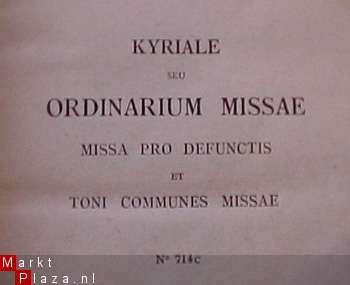 KYRIALE
SEU
ORDINARIUM MISSAE
MISSA PRO DEFUNCTIS
ET
TONI COMMUNES MISSAE
Nº 714c
Markt
Plaza.nl